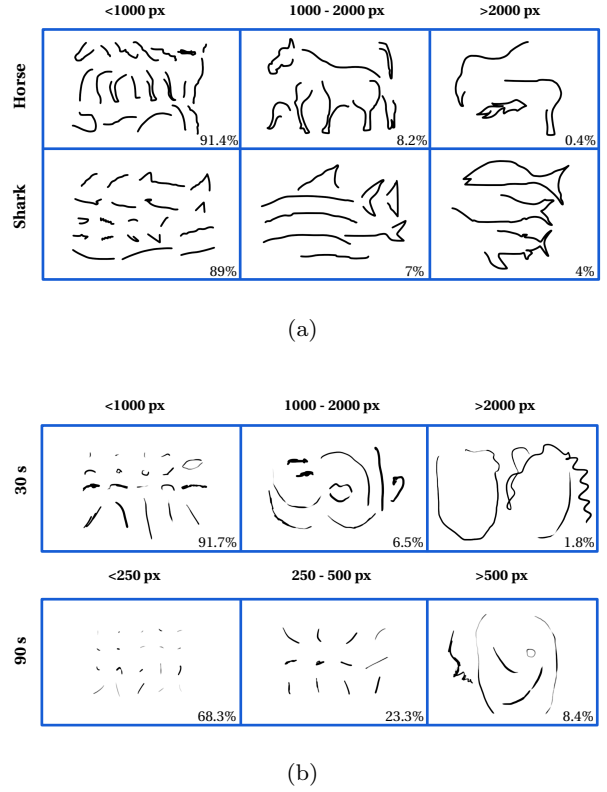 <1000 px 1000 - 2000 px >2000 px
Horse
91.4% 8.2% 0.4%
Shark
89% 7% 4%
(a)
<1000 px 1000 - 2000 px >2000 px
30 s
91.7% 6.5% 1.8%
<250 px 250 - 500 px >500 px
90 s
68.3% 23.3% 8.4%
(b)